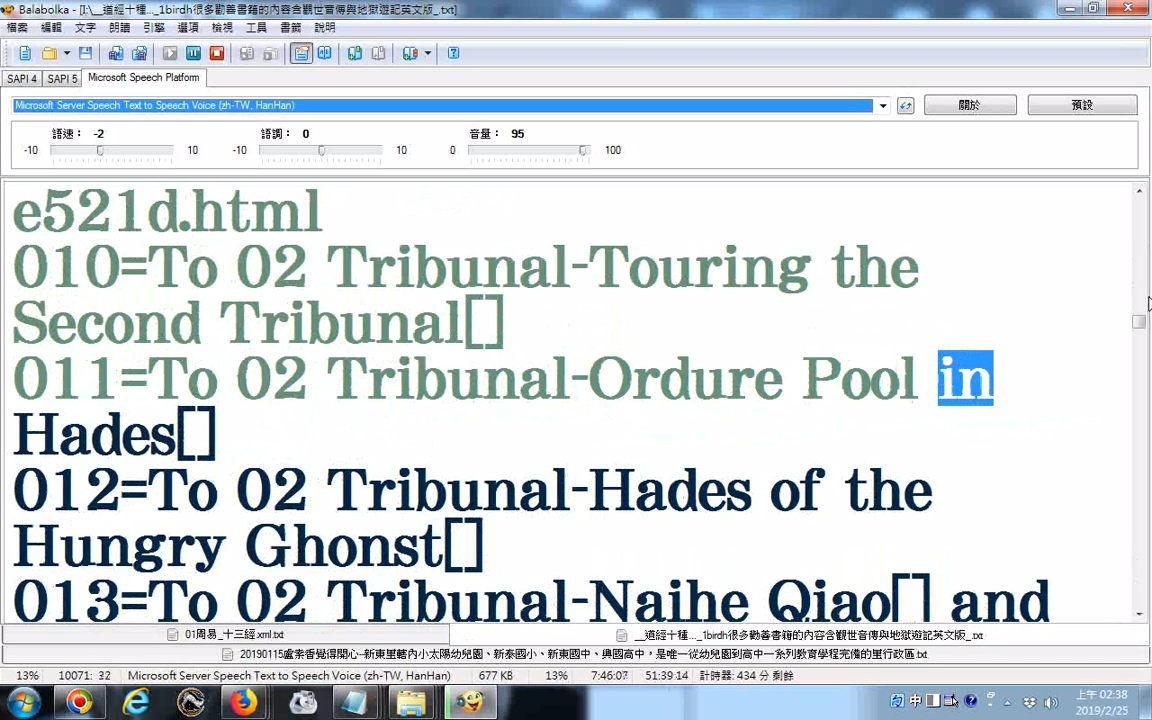 Balabolka - [I:\__道經十種..._1birdh很多勸善書籍的內容含觀世音傳與地獄遊記英文版_.txt]
檔案 編輯 文字 朗讀 引擎 選項 檢視 工具 書籤 說明
SAPI 4 SAPI 5 Microsoft Speech Platform
Microsoft Server Speech Text to Speech Voice (zh-TW, HanHan) 關於 預設
語速： -2 語調： 0 音量： 95
-10 10 -10 10 0 100
e521d.html
010=To 02 Tribunal-Touring the
Second Tribunal[]
011=To 02 Tribunal-Ordure Pool in
Hades[]
012=To 02 Tribunal-Hades of the
Hungry Ghonst[]
013=To 02 Tribunal-Naihe Qiao[] and
01周易_十三經.xml.txt __道經十種..._1birdh很多勸善書籍的內容含觀世音傳與地獄遊記英文版_.txt
20190115盧素香覺得開心--新東里轄內小太陽幼兒園、新泰國小、新東國中、興國高中，是唯一從幼兒園到高中一系列教育學程完備的里行政區.txt
13% 10071: 32 Microsoft Server Speech Text to Speech Voice (zh-TW, HanHan) 677 KB 13% 7:46:07 51:39:14 計時器: 434 分 剩餘
中 上午 02:38
2019/2/25